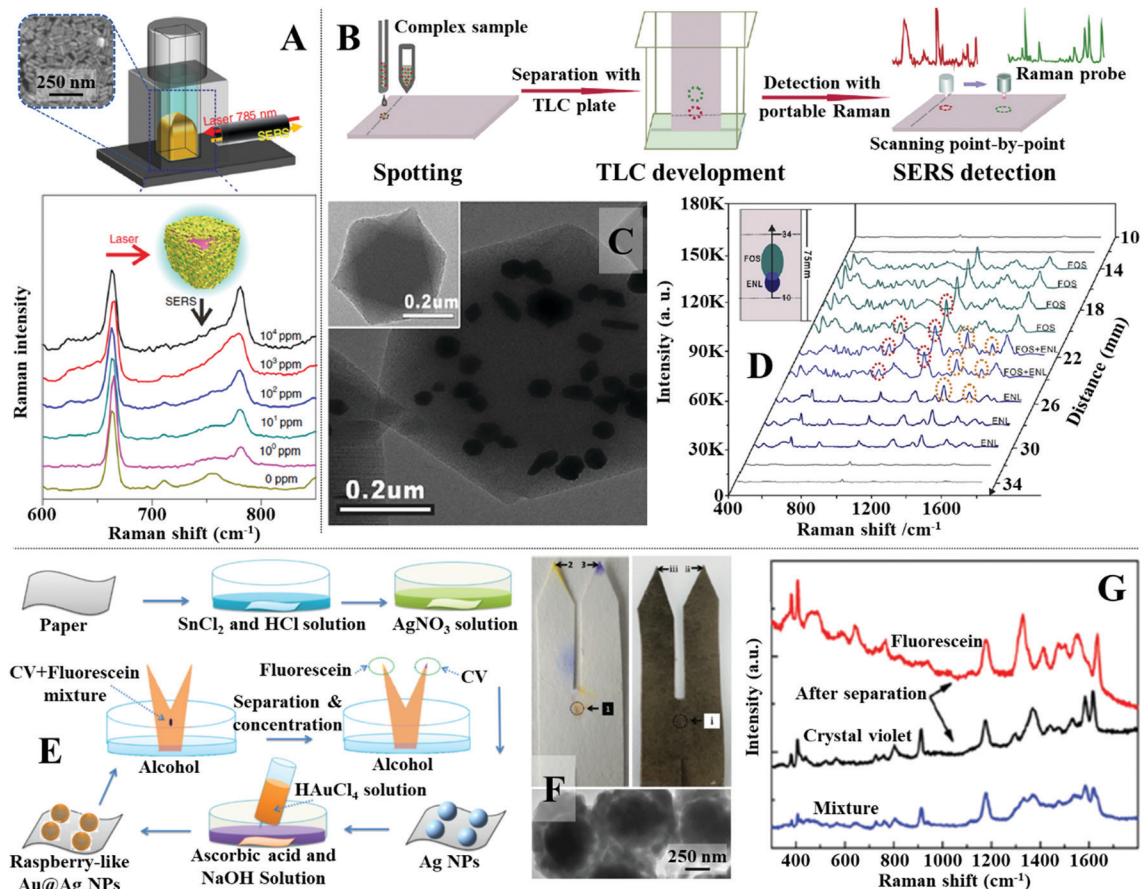 A
250 nm
Laser 785 nm
SERS
Laser
SERS
10⁴ ppm
10³ ppm
10² ppm
10¹ ppm
10⁰ ppm
0 ppm
Raman intensity
600
700
800
Raman shift (cm⁻¹)
B
Complex sample
Separation with
TLC plate
Detection with
portable Raman
Raman probe
Scanning point-by-point
Spotting
TLC development
SERS detection
C
0.2um
0.2um
D
180K
150K
120K
90K
60K
30K
0
Intensity (a. u.)
34
FOS
ENL
10
75mm
FOS
FOS
FOS
FOS
FOS+ENL
FOS+ENL
ENL
ENL
ENL
10
14
18
22
26
30
34
Distance (mm)
400
800
1200
1600
Raman shift /cm⁻¹
E
Paper
SnCl₂ and HCl solution
AgNO₃ solution
CV+Fluorescein
mixture
Alcohol
Separation &
concentration
Fluorescein
CV
Alcohol
HAuCl₄ solution
Ascorbic acid and
NaOH Solution
Ag NPs
Raspberry-like
Au@Ag NPs
F
2
3
1
iii
ii
i
250 nm
G
Fluorescein
After separation
Crystal violet
Mixture
Intensity (a.u.)
400
600
800
1000
1200
1400
1600
Raman shift (cm⁻¹)